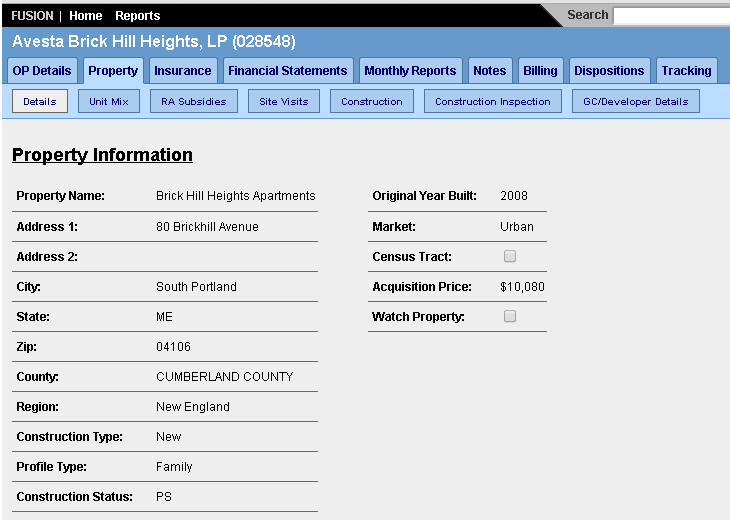 FUSION | Home Reports Search
Avesta Brick Hill Heights, LP (028548)
OP Details Property Insurance Financial Statements Monthly Reports Notes Billing Dispositions Tracking
Details Unit Mix RA Subsidies Site Visits Construction Construction Inspection GC/Developer Details
Property Information
Property Name: Brick Hill Heights Apartments
Address 1: 80 Brickhill Avenue
Address 2:
City: South Portland
State: ME
Zip: 04106
County: CUMBERLAND COUNTY
Region: New England
Construction Type: New
Profile Type: Family
Construction Status: PS
Original Year Built: 2008
Market: Urban
Census Tract:
Acquisition Price: $10,080
Watch Property: